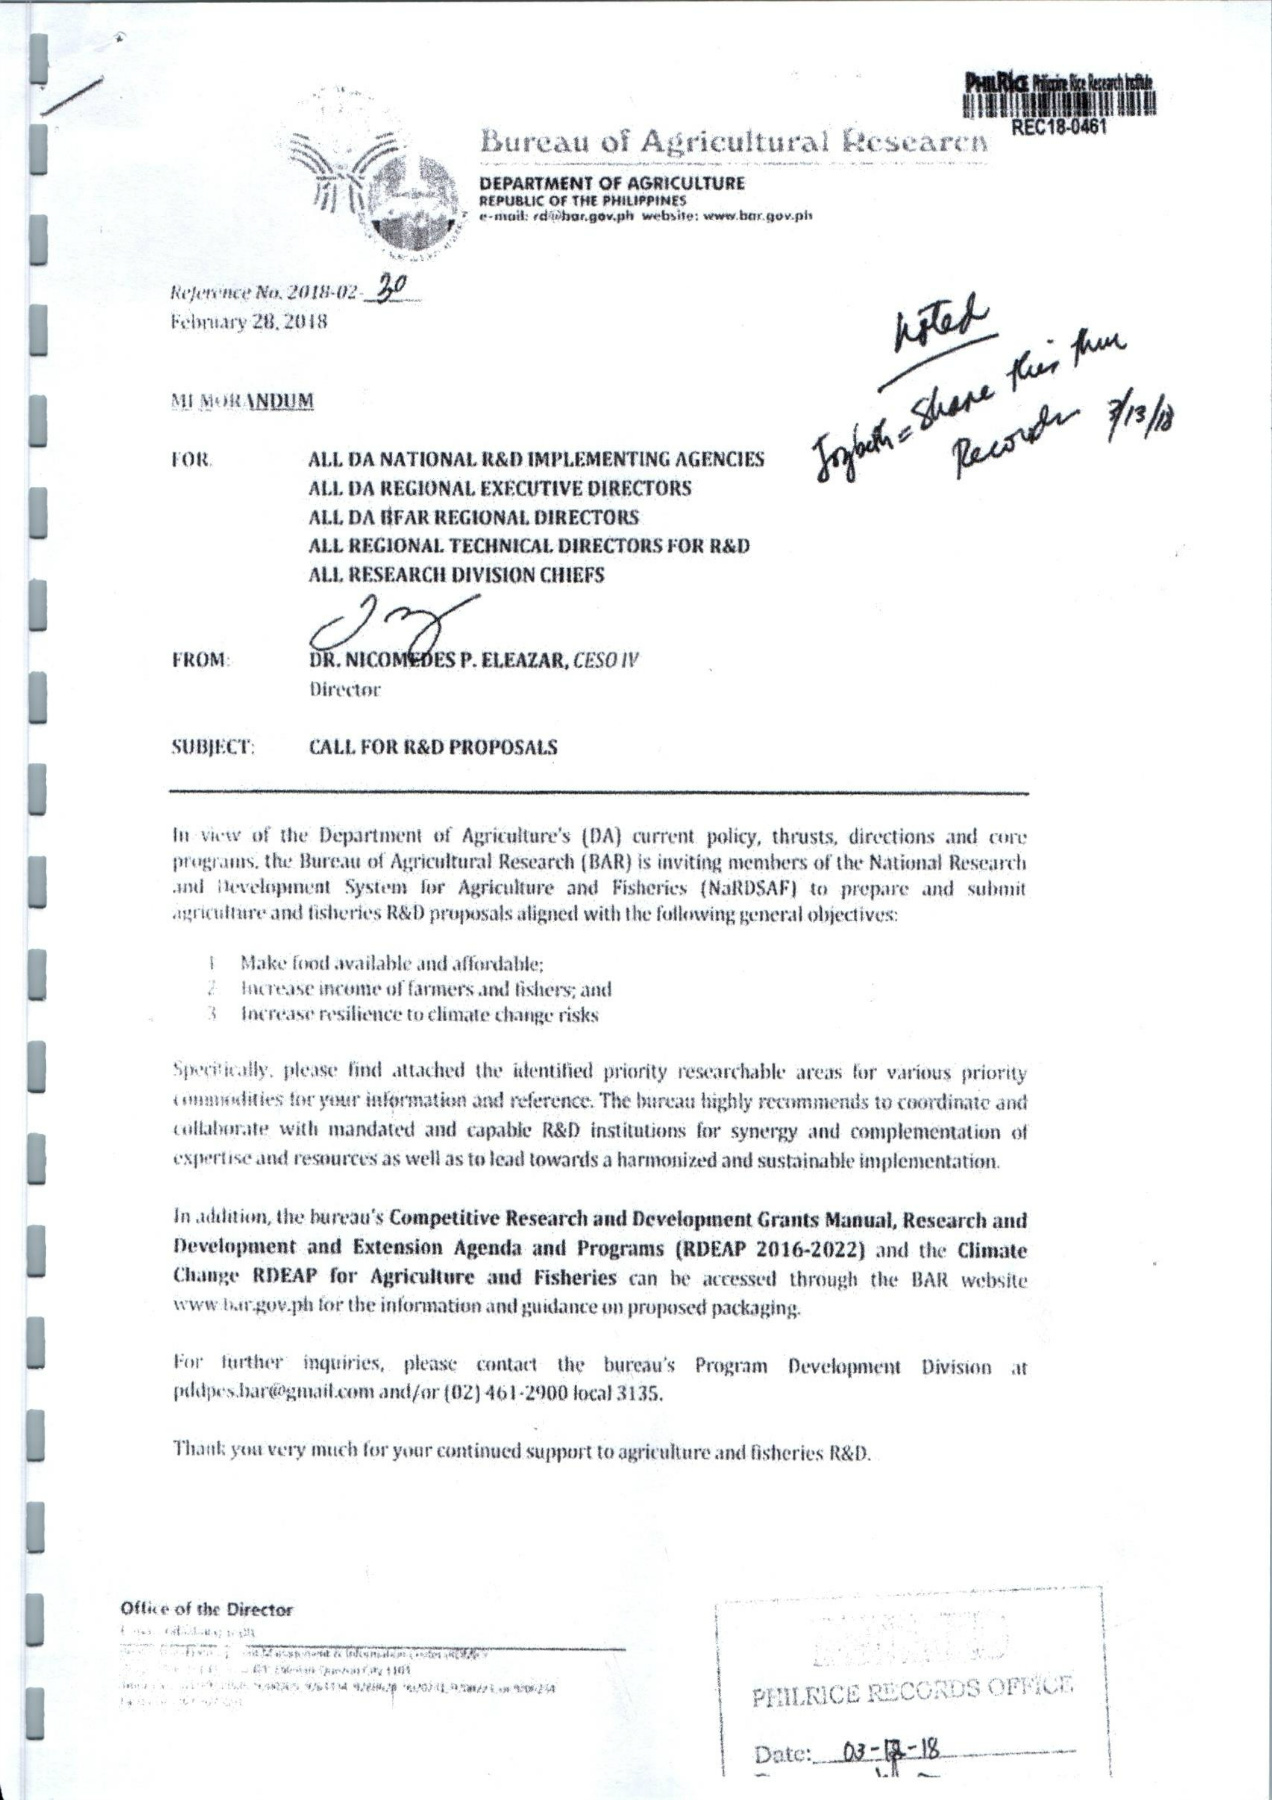 PHILRICE Philippine Rice Research Institute
REC18-0461
Bureau of Agricultural Research
DEPARTMENT OF AGRICULTURE
REPUBLIC OF THE PHILIPPINES
e-mail: rd@bar.gov.ph website: www.bar.gov.ph
Reference No. 2018-02-30
February 28, 2018
noted
Share this thru
Records 3/13/18
MEMORANDUM
FOR: ALL DA NATIONAL R&D IMPLEMENTING AGENCIES
ALL DA REGIONAL EXECUTIVE DIRECTORS
ALL DA BFAR REGIONAL DIRECTORS
ALL REGIONAL TECHNICAL DIRECTORS FOR R&D
ALL RESEARCH DIVISION CHIEFS
FROM: DR. NICOMEDES P. ELEAZAR, CESO IV
Director
SUBJECT: CALL FOR R&D PROPOSALS
In view of the Department of Agriculture's (DA) current policy, thrusts, directions and core
programs, the Bureau of Agricultural Research (BAR) is inviting members of the National Research
and Development System for Agriculture and Fisheries (NaRDSAF) to prepare and submit
agriculture and fisheries R&D proposals aligned with the following general objectives:
1 Make food available and affordable;
2 Increase income of farmers and fishers; and
3 Increase resilience to climate change risks
Specifically, please find attached the identified priority researchable areas for various priority
commodities for your information and reference. The bureau highly recommends to coordinate and
collaborate with mandated and capable R&D institutions for synergy and complementation of
expertise and resources as well as to lead towards a harmonized and sustainable implementation.
In addition, the bureau's Competitive Research and Development Grants Manual, Research and
Development and Extension Agenda and Programs (RDEAP 2016-2022) and the Climate
Change RDEAP for Agriculture and Fisheries can be accessed through the BAR website
www.bar.gov.ph for the information and guidance on proposed packaging.
For further inquiries, please contact the bureau's Program Development Division at
pddpes.bar@gmail.com and/or (02) 461-2900 local 3135.
Thank you very much for your continued support to agriculture and fisheries R&D.
Office of the Director
PHILRICE RECORDS OFFICE
Date: 03-12-18